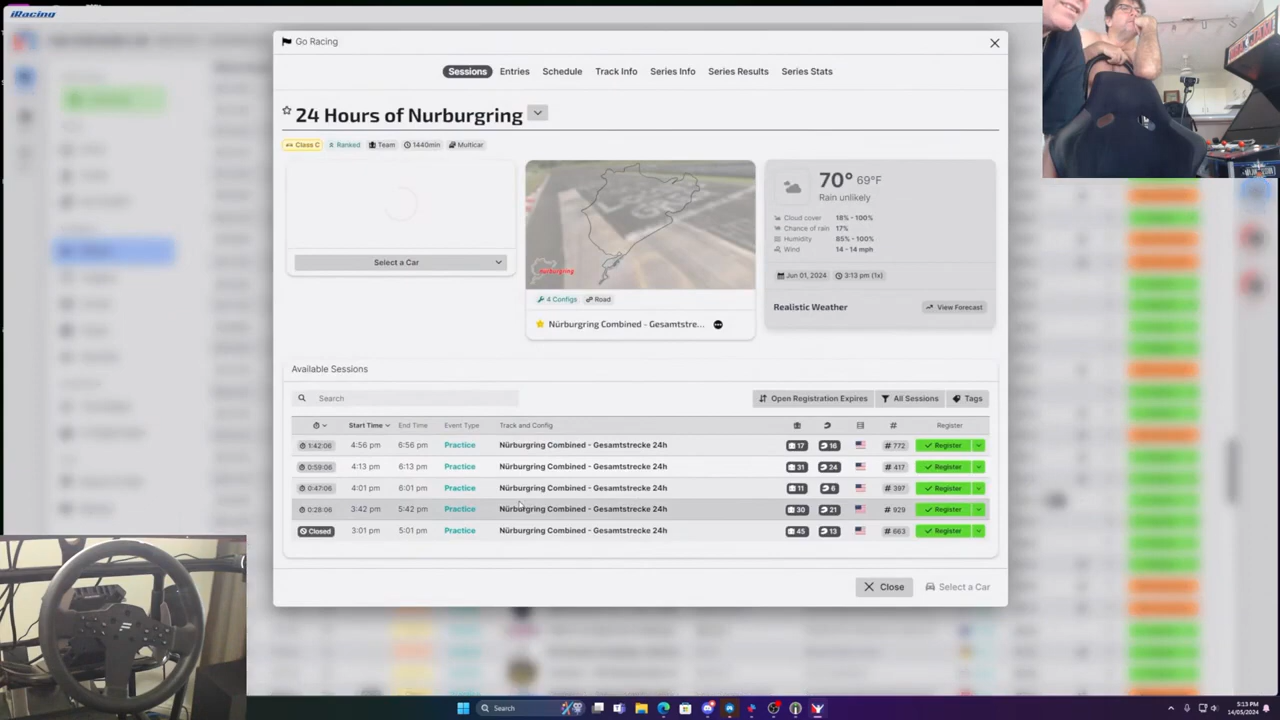 iRacing
Go Racing
Sessions Entries Schedule Track Info Series Info Series Results Series Stats
24 Hours of Nurburgring
Class C Ranked Team 1440min Multicar
70° 69°F
Rain unlikely
Cloud cover 18% - 100%
Chance of rain 17%
Humidity 85% - 100%
Wind 14 - 14 mph
Jun 01, 2024 3:13 pm (1x)
Realistic Weather View Forecast
Select a Car
Nurburgring
4 Configs Road
Nürburgring Combined - Gesamtstre...
Available Sessions
Search Open Registration Expires All Sessions Tags
Start Time End Time Event Type Track and Config # Register
1:42:06 4:56 pm 6:56 pm Practice Nürburgring Combined - Gesamtstrecke 24h 17 16 #772 Register
0:59:06 4:13 pm 6:13 pm Practice Nürburgring Combined - Gesamtstrecke 24h 31 24 #417 Register
0:47:06 4:01 pm 6:01 pm Practice Nürburgring Combined - Gesamtstrecke 24h 11 6 #397 Register
0:28:06 3:42 pm 5:42 pm Practice Nürburgring Combined - Gesamtstrecke 24h 30 21 #929 Register
Closed 3:01 pm 5:01 pm Practice Nürburgring Combined - Gesamtstrecke 24h 45 13 #663 Register
Close Select a Car
Search
5:13 PM
14/05/2024